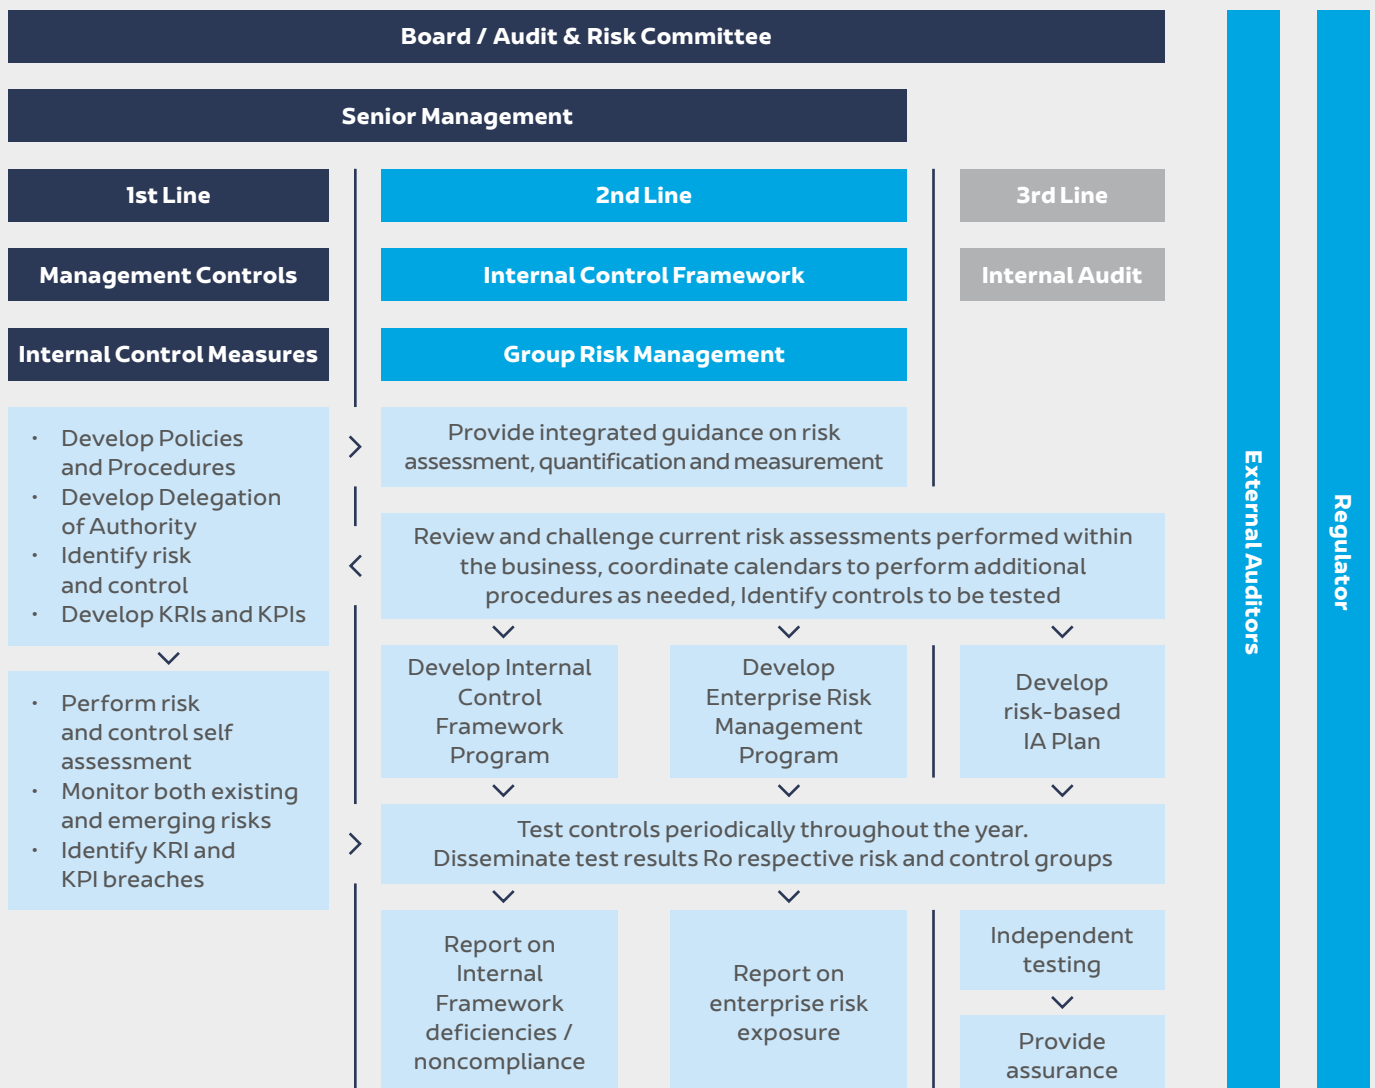 Board / Audit & Risk Committee
Senior Management
1st Line
2nd Line
3rd Line
Management Controls
Internal Control Framework
Internal Audit
Internal Control Measures
Group Risk Management
· Develop Policies
and Procedures
· Develop Delegation
of Authority
· Identify risk
and control
· Develop KRIs and KPIs
Provide integrated guidance on risk
assessment, quantification and measurement
Review and challenge current risk assessments performed within
the business, coordinate calendars to perform additional
procedures as needed, Identify controls to be tested
· Perform risk
and control self
assessment
· Monitor both existing
and emerging risks
· Identify KRI and
KPI breaches
Develop Internal
Control
Framework
Program
Develop
Enterprise Risk
Management
Program
Develop
risk-based
IA Plan
Test controls periodically throughout the year.
Disseminate test results Ro respective risk and control groups
Report on
Internal
Framework
deficiencies /
noncompliance
Report on
enterprise risk
exposure
Independent
testing
Provide
assurance
External Auditors
Regulator